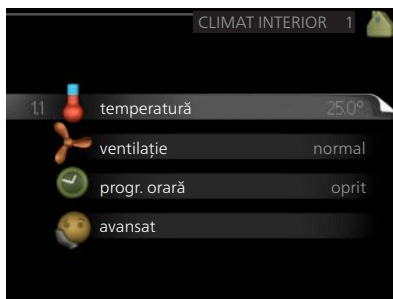 CLIMAT INTERIOR 1
1.1 temperatură 25.0°
ventilație normal
progr. orară oprit
avansat